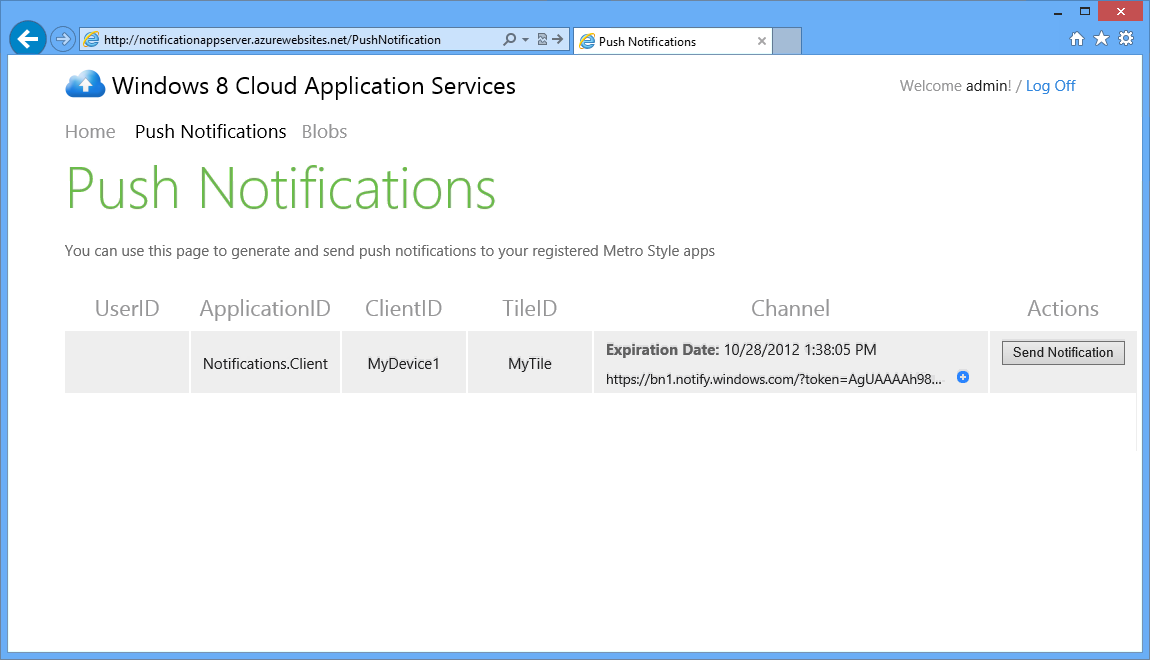 http://notificationappserver.azurewebsites.net/PushNotification
Push Notifications
Windows 8 Cloud Application Services
Welcome admin! / Log Off
Home Push Notifications Blobs
Push Notifications
You can use this page to generate and send push notifications to your registered Metro Style apps
UserID ApplicationID ClientID TileID Channel Actions
Notifications.Client MyDevice1 MyTile
Expiration Date: 10/28/2012 1:38:05 PM
https://bn1.notify.windows.com/?token=AgUAAAAh98...
Send Notification